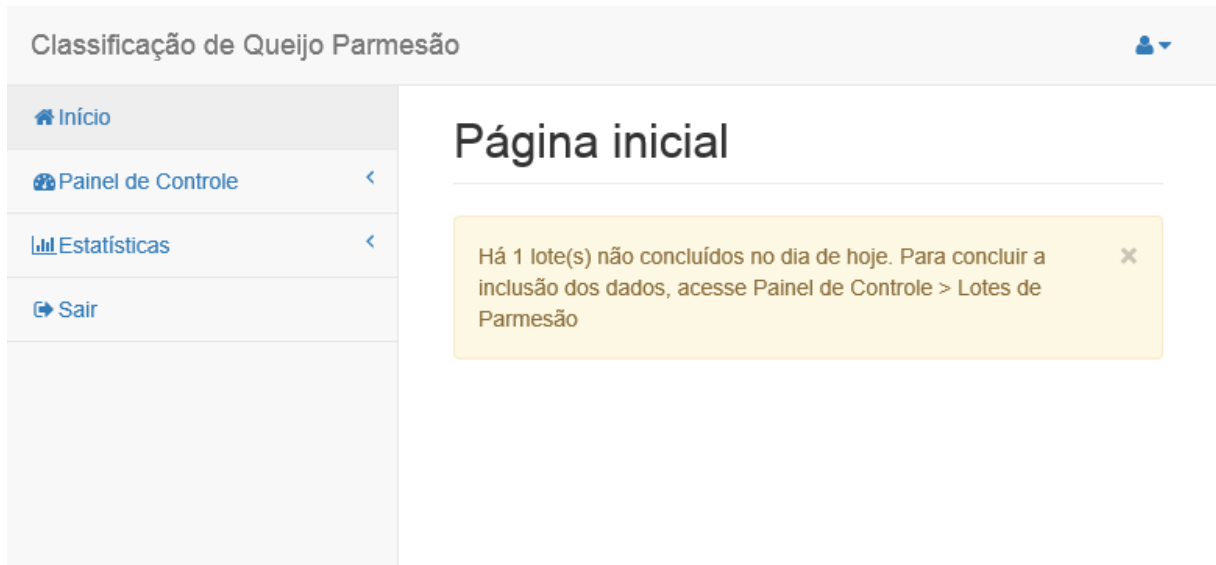 Classificação de Queijo Parmesão
Início
Painel de Controle
Estatísticas
Sair
Página inicial
Há 1 lote(s) não concluídos no dia de hoje. Para concluir a
inclusão dos dados, acesse Painel de Controle > Lotes de
Parmesão